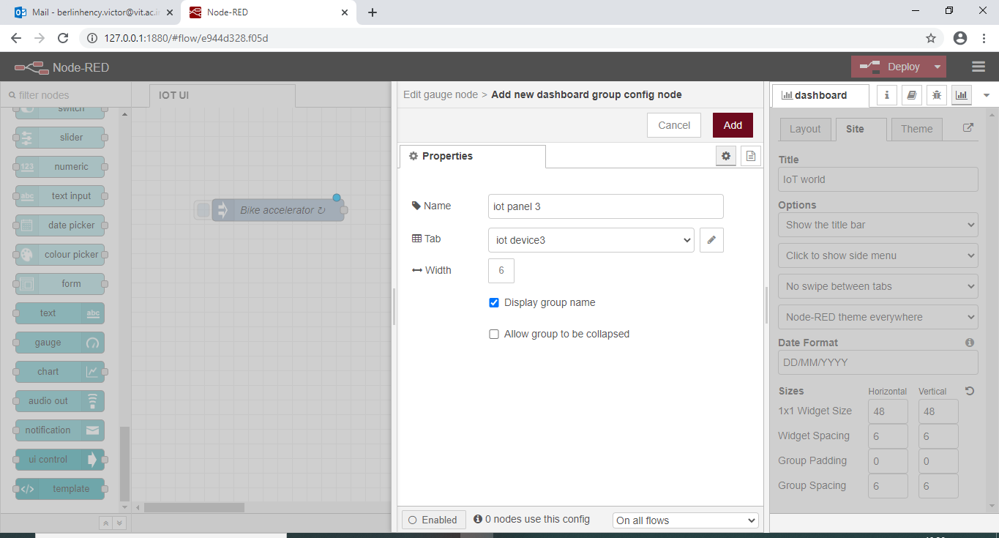 Mail - berlinhency.victor@vit.ac.i
Node-RED
127.0.0.1:1880/#flow/e944d328.f05d
Node-RED
Deploy
filter nodes
switch
slider
123 numeric
abc text input
date picker
colour picker
form
text abc
gauge
chart
audio out
notification
ui control
</> template
IOT UI
Bike accelerator ↻
Edit gauge node > Add new dashboard group config node
Cancel Add
Properties
Name iot panel 3
Tab iot device3
Width 6
Display group name
Allow group to be collapsed
Enabled 0 nodes use this config On all flows
dashboard i
Layout Site Theme
Title
IoT world
Options
Show the title bar
Click to show side menu
No swipe between tabs
Node-RED theme everywhere
Date Format
DD/MM/YYYY
Sizes Horizontal Vertical
1x1 Widget Size 48 48
Widget Spacing 6 6
Group Padding 0 0
Group Spacing 6 6